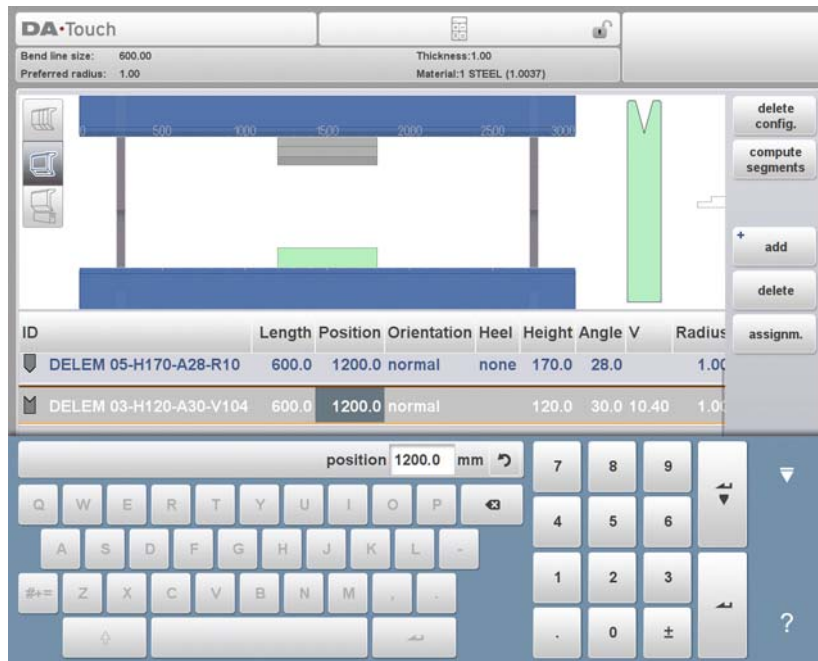 DA•Touch
Bend line size: 600.00 Thickness:1.00
Preferred radius: 1.00 Material:1 STEEL (1.0037)
delete
config.
0 500 1000 1500 2000 2500 3000
compute
segments
+ add
delete
assignm.
ID Length Position Orientation Heel Height Angle V Radius
DELEM 05-H170-A28-R10 600.0 1200.0 normal none 170.0 28.0 1.00
DELEM 03-H120-A30-V104 600.0 1200.0 normal 120.0 30.0 10.40 1.00
position 1200.0 mm
7 8 9
Q W E R T Y U I O P
4 5 6
A S D F G H J K L -
1 2 3
#+= Z X C V B N M , .
. 0 ±
?